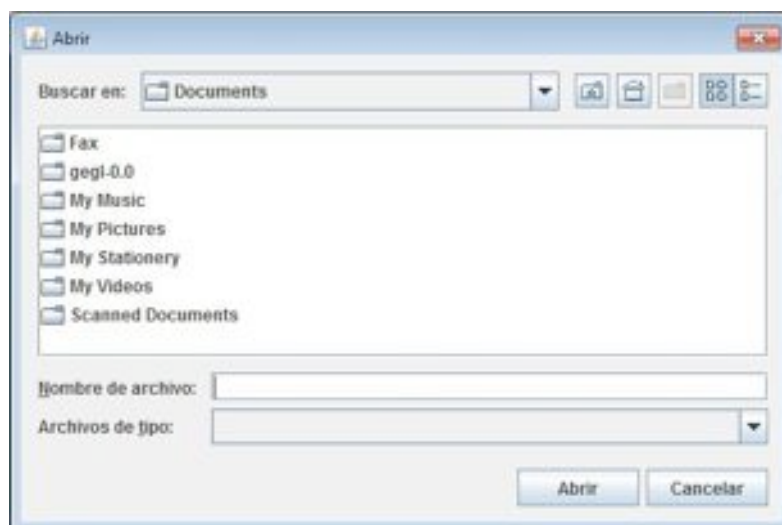 Abrir
Buscar en: Documents
Fax
gegl-0.0
My Music
My Pictures
My Stationery
My Videos
Scanned Documents
Nombre de archivo:
Archivos de tipo:
Abrir Cancelar